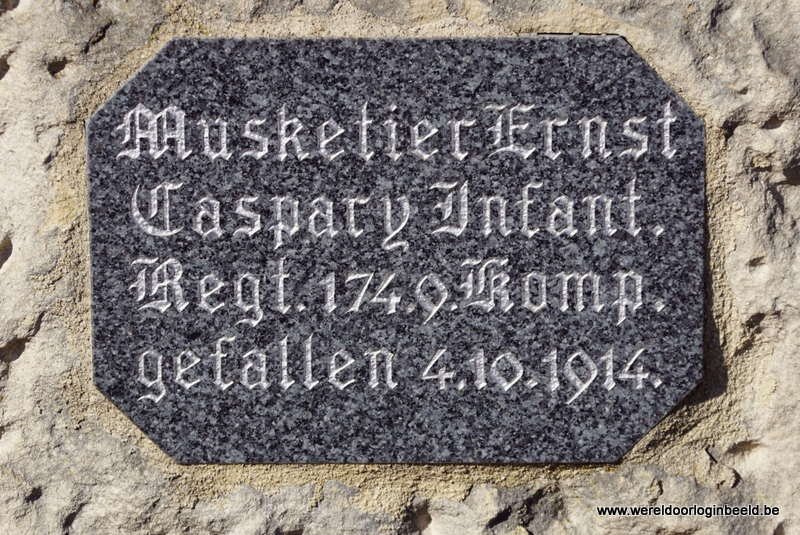 Musketier Ernst
Caspary Infant.
Regt. 174.9.Komp.
gefallen 4.10.1914.
www.wereldoorloginbeeld.be